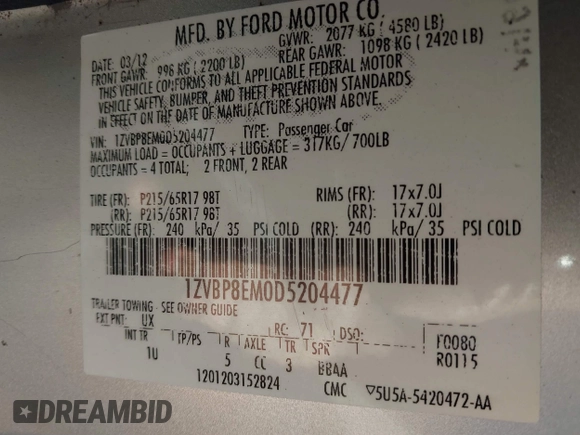 MFD. BY FORD MOTOR CO.
DATE: 03/12 GVWR: 2077 KG ( 4580 LB)
FRONT GAWR: 996 KG ( 2200 LB) REAR GAWR: 1098 KG ( 2420 LB)
THIS VEHICLE CONFORMS TO ALL APPLICABLE FEDERAL MOTOR
VEHICLE SAFETY, BUMPER, AND THEFT PREVENTION STANDARDS
IN EFFECT ON THE DATE OF MANUFACTURE SHOWN ABOVE.
VIN: 1ZVBP8EM0D5204477 TYPE: Passenger Car
MAXIMUM LOAD = OCCUPANTS + LUGGAGE = 317KG/ 700LB
OCCUPANTS = 4 TOTAL; 2 FRONT, 2 REAR
TIRE (FR): P215/65R17 98T RIMS (FR): 17x7.0J
(RR): P215/65R17 98T (RR): 17x7.0J
PRESSURE (FR): 240 kPa/ 35 PSI COLD (RR): 240 kPa/ 35 PSI COLD
1ZVBP8EM0D5204477
TRAILER TOWING - SEE OWNER GUIDE
EXT PNT: UX RC: 71 DSO: F0080
INT TR TP/PS R AXLE TR SPR R0115
1U 5 CC 3 BBAA
1201203152824 CMC ▽5U5A-5420472-AA
DREAMBID